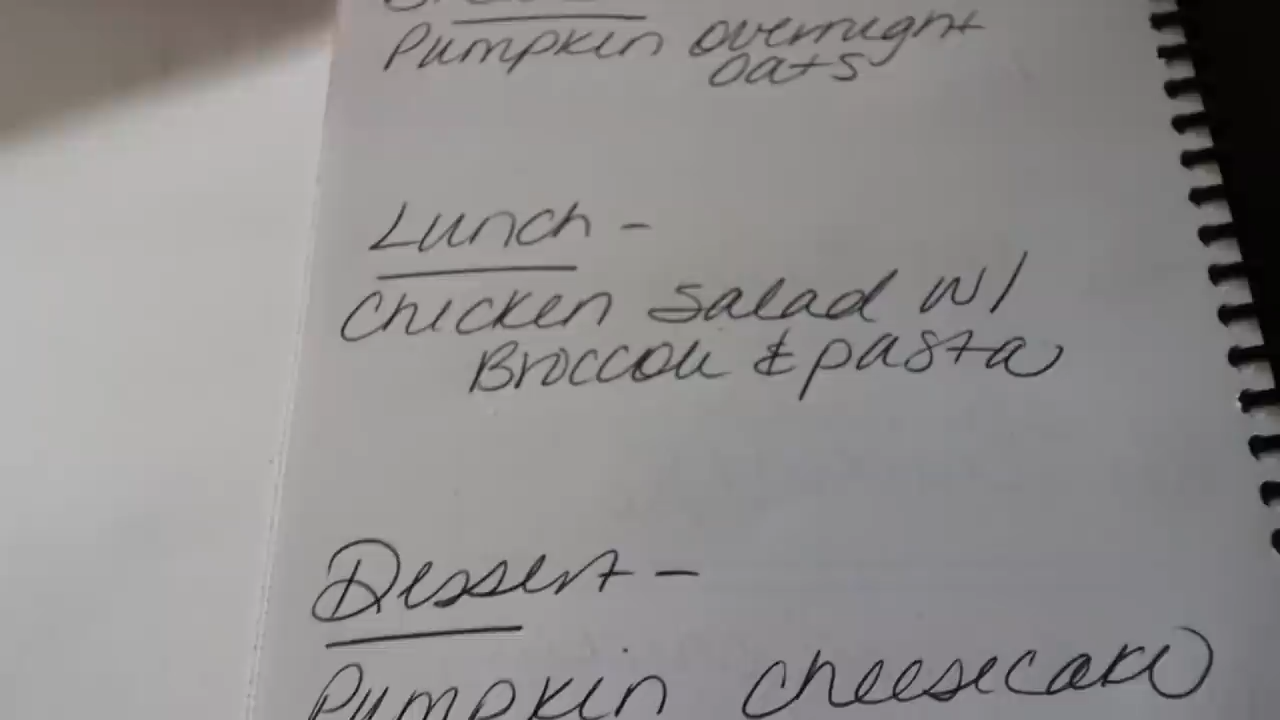 Pumpkin overnight
oats
Lunch -
Chicken salad w/
Broccoli & pasta
Dessert -
Pumpkin cheesecake